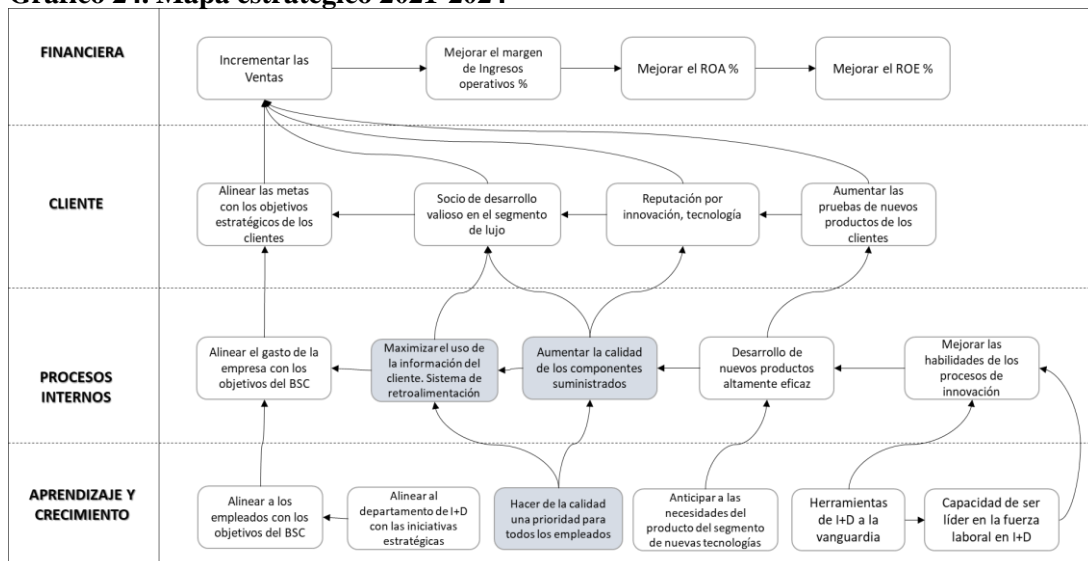 Gráfico 24. Mapa estratégico 2021-2024
FINANCIERA
Incrementar las
Ventas
Mejorar el margen
de Ingresos
operativos %
Mejorar el ROA %
Mejorar el ROE %
CLIENTE
Alinear las metas
con los objetivos
estratégicos de los
clientes
Socio de desarrollo
valioso en el segmento
de lujo
Reputación por
innovación, tecnología
Aumentar las
pruebas de nuevos
productos de los
clientes
PROCESOS
INTERNOS
Alinear el gasto de la
empresa con los
objetivos del BSC
Maximizar el uso de
la información del
cliente. Sistema de
retroalimentación
Aumentar la calidad
de los componentes
suministrados
Desarrollo de
nuevos productos
altamente eficaz
Mejorar las
habilidades de los
procesos de
innovación
APRENDIZAJE Y
CRECIMIENTO
Alinear a los
empleados con los
objetivos del BSC
Alinear al
departamento de I+D
con las iniciativas
estratégicas
Hacer de la calidad
una prioridad para
todos los empleados
Anticipar a las
necesidades del
producto del segmento
de nuevas tecnologías
Herramientas
de I+D a la
vanguardia
Capacidad de ser
líder en la fuerza
laboral en I+D